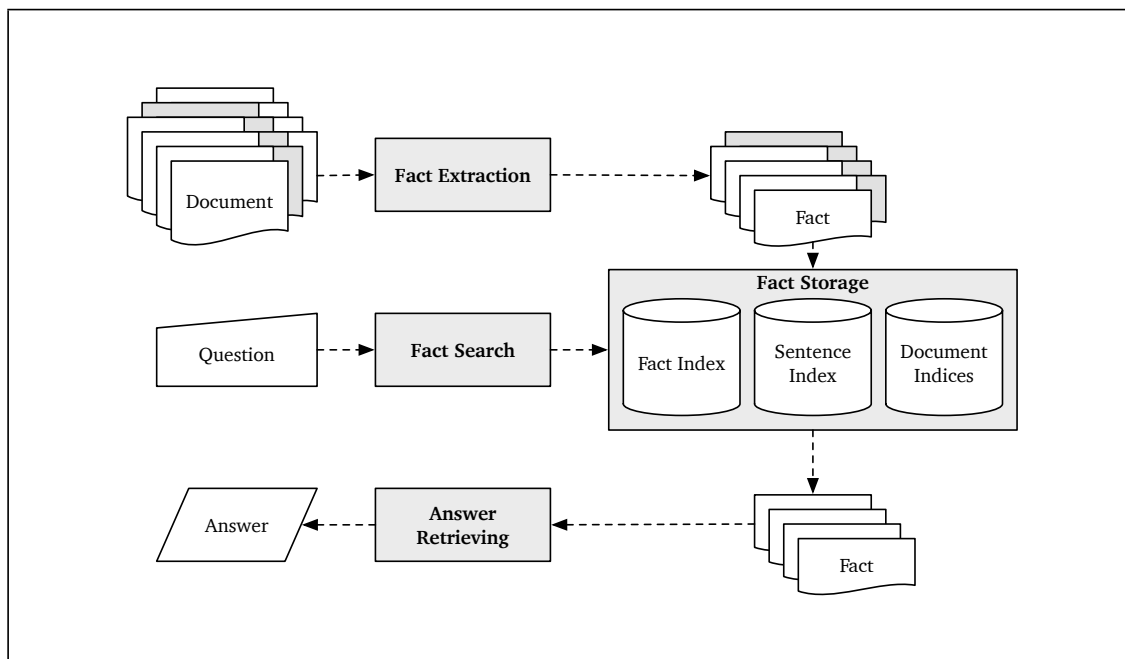 Document
Fact Extraction
Fact
Fact Storage
Question
Fact Search
Fact Index
Sentence
Index
Document
Indices
Answer
Answer
Retrieving
Fact